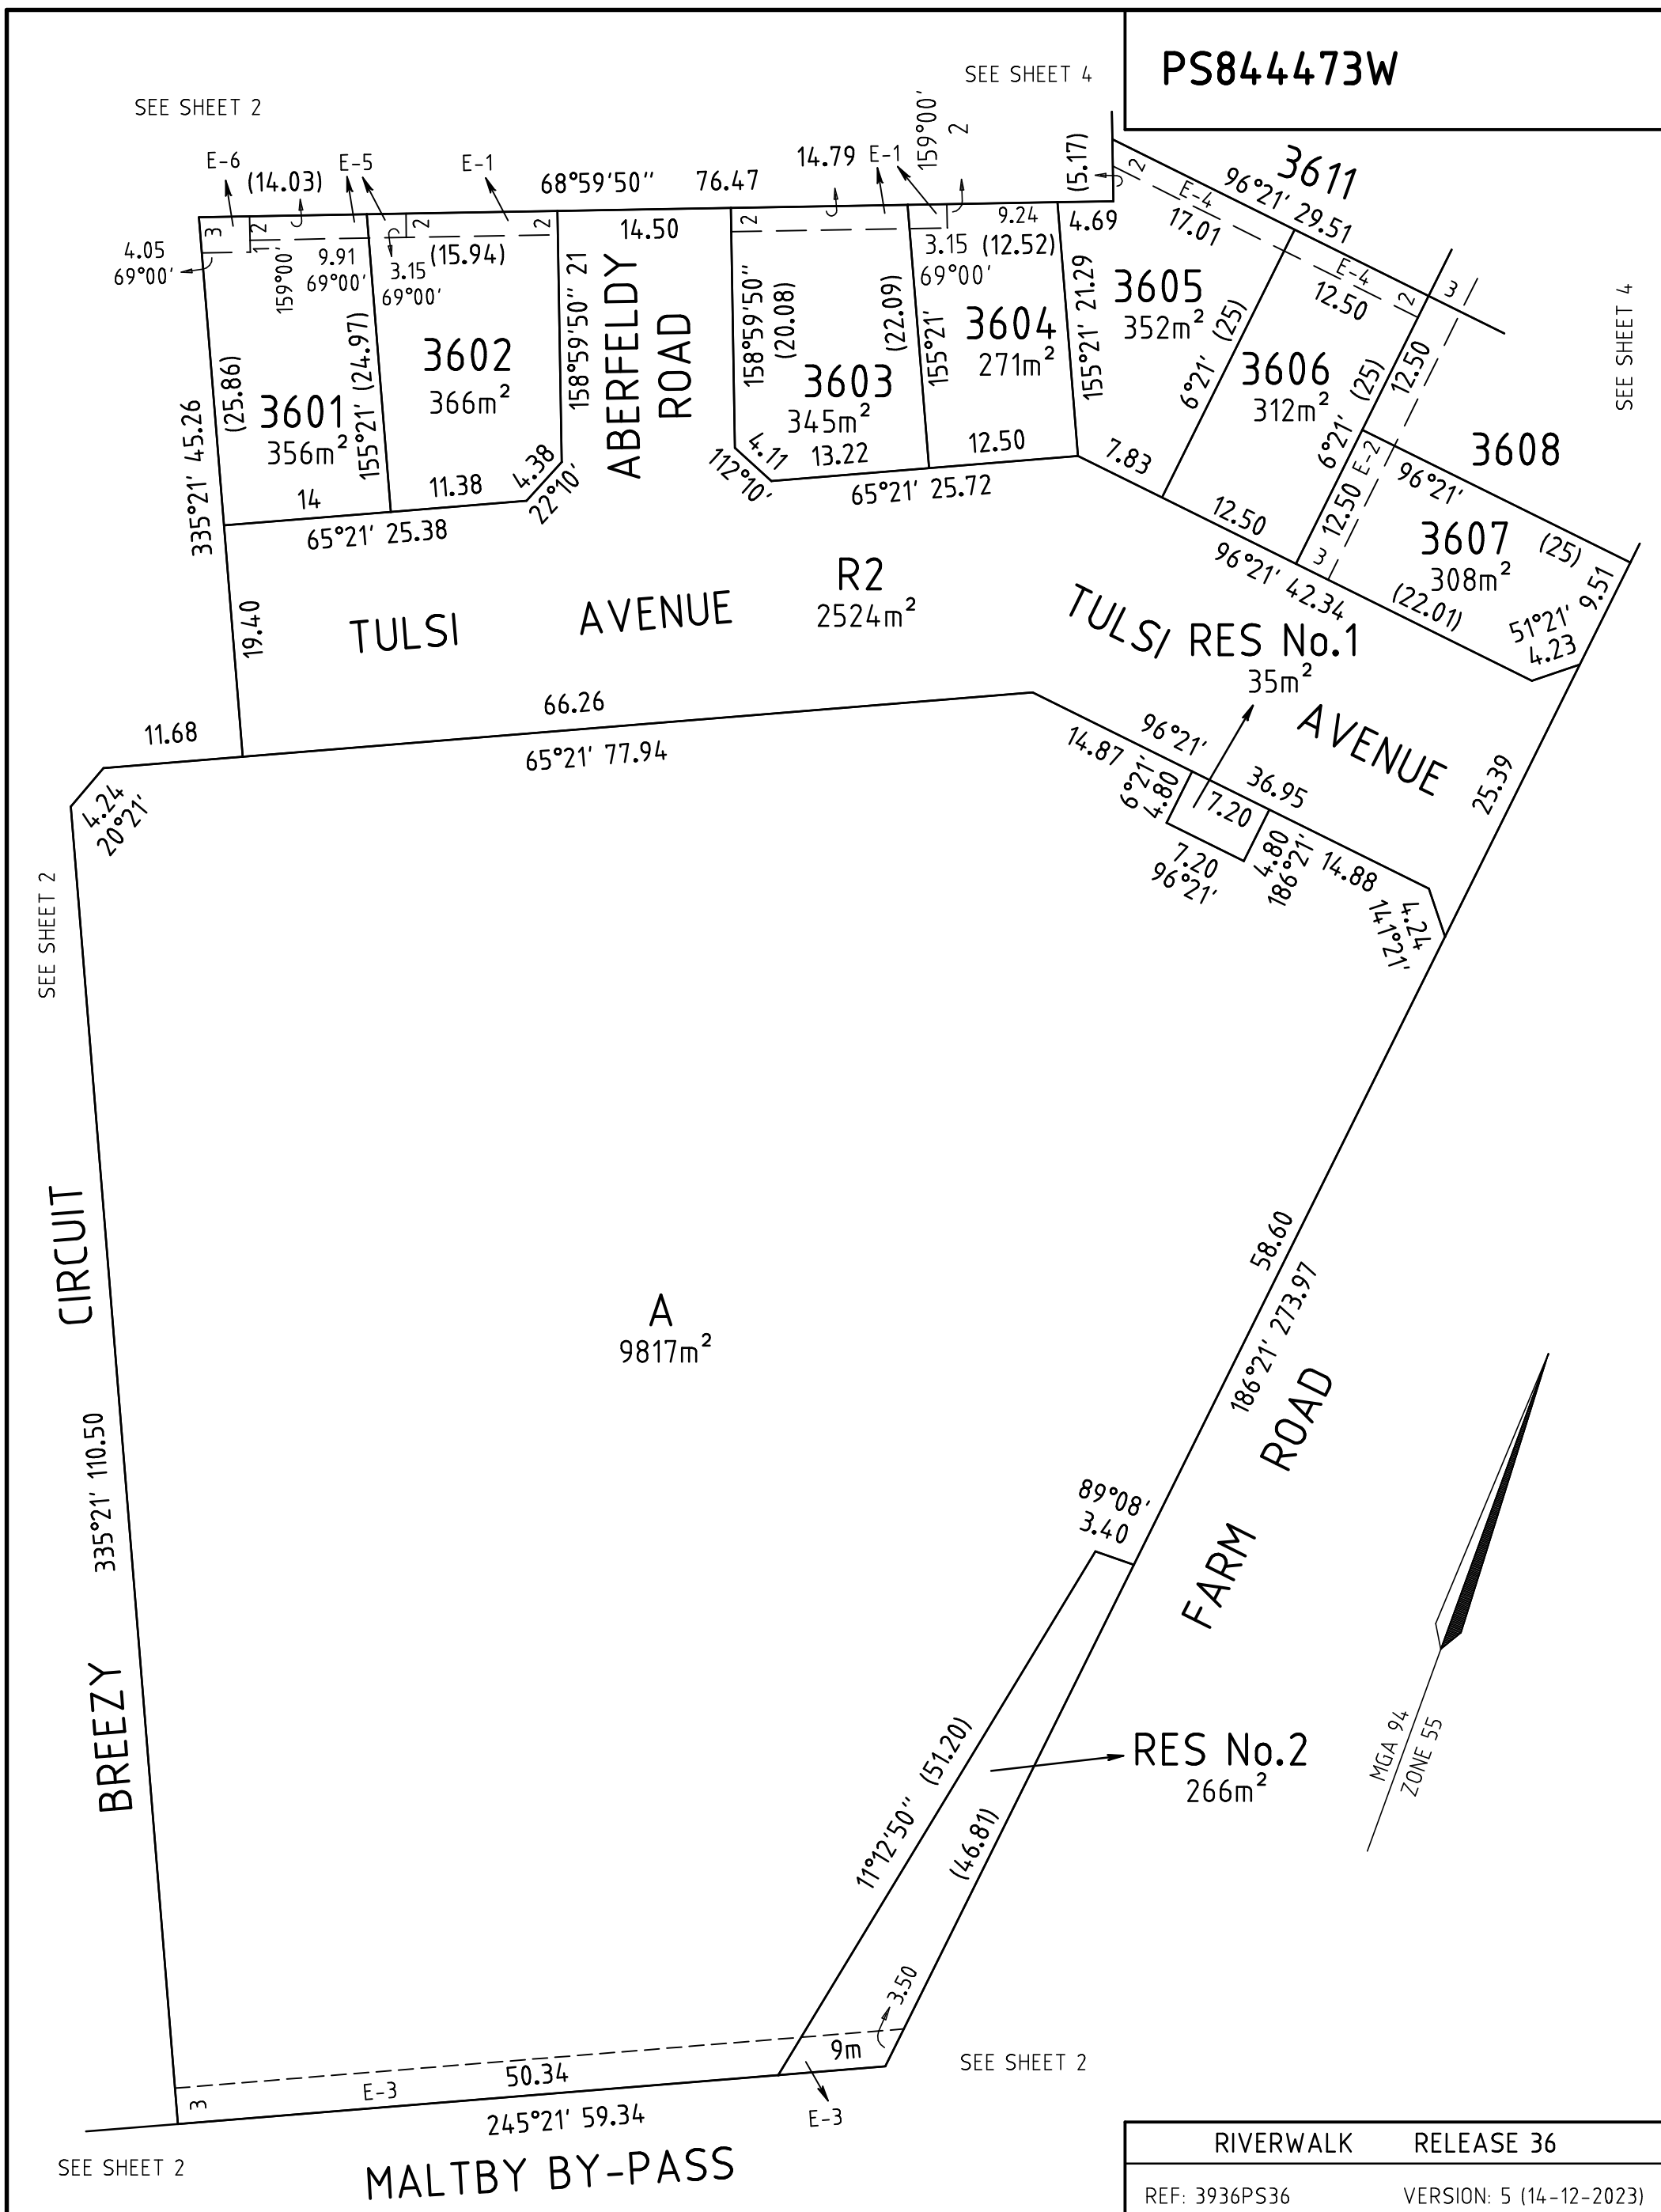 PS844473W
SEE SHEET 4
SEE SHEET 2
E-6
(14.03)
E-5
E-1
68°59'50" 76.47
14.79
E-1
159°00'
2
(5.17)
2
3611
96°21' 29.51
E-4
17.01
3
4.05
69°00'
2
1
159°00'
9.91
69°00'
2
3.15
69°00'
(15.94)
2
14.50
2
3.15
69°00'
9.24
(12.52)
4.69
E-4
12.50
2
3
SEE SHEET 4
335°21' 45.26
(25.86)
3601
356m²
155°21' (24.97)
3602
366m²
158°59'50" 21
ABERFELDY
ROAD
158°59'50"
(20.08)
3603
345m²
(22.09)
155°21'
3604
271m²
155°21' 21.29
3605
352m²
6°21' (25)
3606
312m²
6°21' (25)
12.50
3608
14
11.38
4.38
22°10'
65°21' 25.38
4.11
112°10'
13.22
12.50
65°21' 25.72
7.83
12.50
96°21' 42.34
12.50
E-2
3
96°21'
(25)
3607
308m²
(22.01)
51°21'
4.23
9.51
19.40
TULSI AVENUE
R2
2524m²
TULSI
AVENUE
RES No.1
35m²
11.68
66.26
65°21' 77.94
4.24
20°21'
96°21'
14.87
36.95
6°21'
4.80
7.20
7.20
96°21'
4.80
186°21'
14.88
4.24
141°21'
25.39
SEE SHEET 2
BREEZY CIRCUIT
335°21' 110.50
A
9817m²
58.60
186°21' 273.97
FARM ROAD
89°08'
3.40
11°12'50" (51.20)
(46.81)
RES No.2
266m²
MGA 94
ZONE 55
3.50
9m
SEE SHEET 2
3
E-3
50.34
E-3
245°21' 59.34
SEE SHEET 2
MALTBY BY-PASS
RIVERWALK RELEASE 36
REF: 3936PS36 VERSION: 5 (14-12-2023)